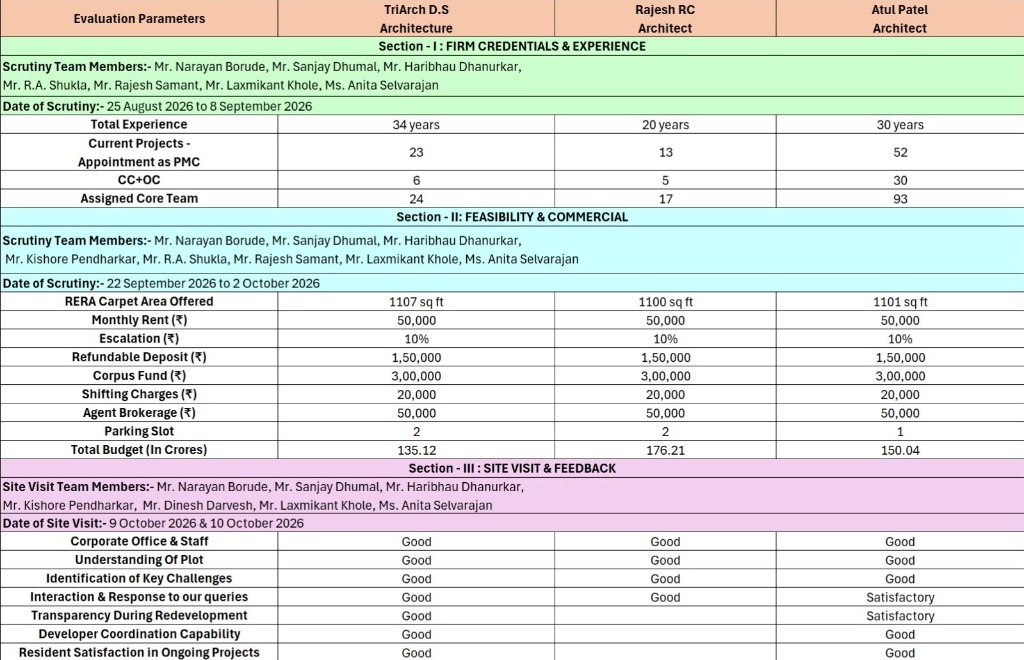 Evaluation Parameters TriArch D.S Architecture Rajesh RC Architect Atul Patel Architect
Section - I : FIRM CREDENTIALS & EXPERIENCE
Scrutiny Team Members:- Mr. Narayan Borude, Mr. Sanjay Dhumal, Mr. Haribhau Dhanurkar,
Mr. R.A. Shukla, Mr. Rajesh Samant, Mr. Laxmikant Khole, Ms. Anita Selvarajan
Date of Scrutiny:- 25 August 2026 to 8 September 2026
Total Experience 34 years 20 years 30 years
Current Projects -
Appointment as PMC 23 13 52
CC+OC 6 5 30
Assigned Core Team 24 17 93
Section - II: FEASIBILITY & COMMERCIAL
Scrutiny Team Members:- Mr. Narayan Borude, Mr. Sanjay Dhumal, Mr. Haribhau Dhanurkar,
Mr. Kishore Pendharkar, Mr. R.A. Shukla, Mr. Rajesh Samant, Mr. Laxmikant Khole, Ms. Anita Selvarajan
Date of Scrutiny:- 22 September 2026 to 2 October 2026
RERA Carpet Area Offered 1107 sq ft 1100 sq ft 1101 sq ft
Monthly Rent (₹) 50,000 50,000 50,000
Escalation (₹) 10% 10% 10%
Refundable Deposit (₹) 1,50,000 1,50,000 1,50,000
Corpus Fund (₹) 3,00,000 3,00,000 3,00,000
Shifting Charges (₹) 20,000 20,000 20,000
Agent Brokerage (₹) 50,000 50,000 50,000
Parking Slot 2 2 1
Total Budget (In Crores) 135.12 176.21 150.04
Section - III : SITE VISIT & FEEDBACK
Site Visit Team Members:- Mr. Narayan Borude, Mr. Sanjay Dhumal, Mr. Haribhau Dhanurkar,
Mr. Kishore Pendharkar, Mr. Dinesh Darvesh, Mr. Laxmikant Khole, Ms. Anita Selvarajan
Date of Site Visit:- 9 October 2026 & 10 October 2026
Corporate Office & Staff Good Good Good
Understanding Of Plot Good Good Good
Identification of Key Challenges Good Good Good
Interaction & Response to our queries Good Good Satisfactory
Transparency During Redevelopment Good Satisfactory
Developer Coordination Capability Good Good
Resident Satisfaction in Ongoing Projects Good Good